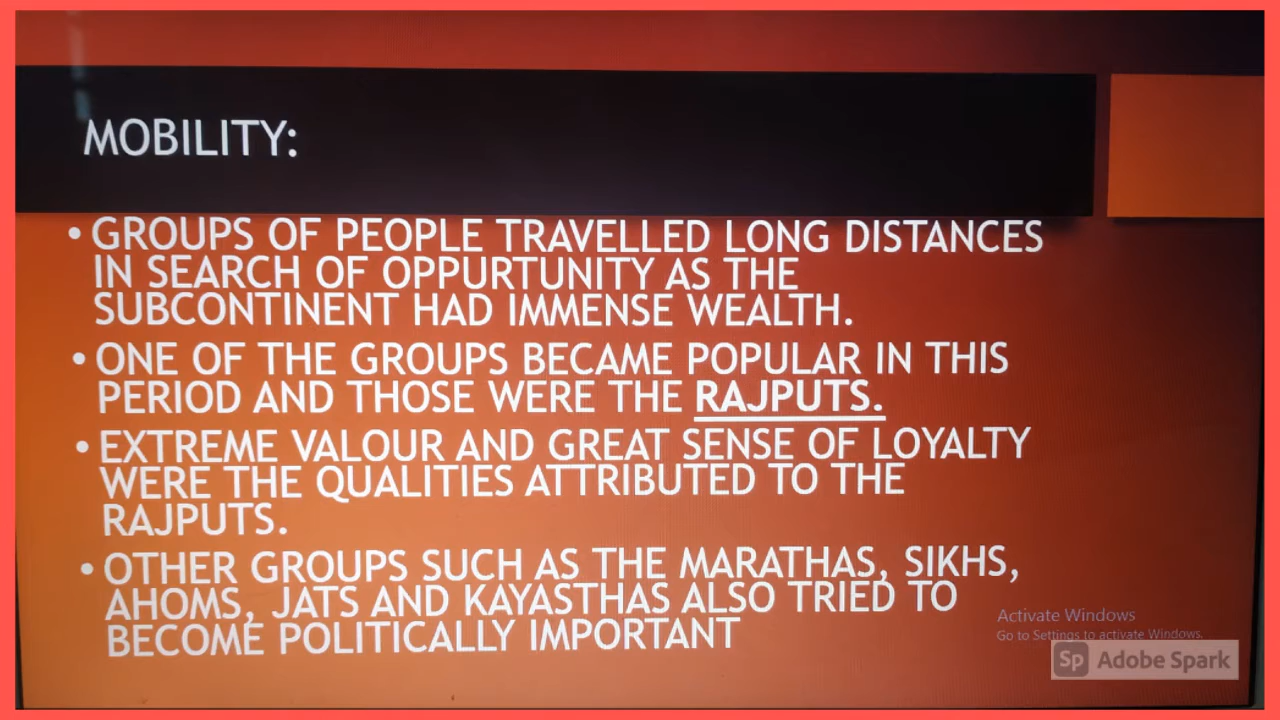 MOBILITY:
• GROUPS OF PEOPLE TRAVELLED LONG DISTANCES
IN SEARCH OF OPPURTUNITY AS THE
SUBCONTINENT HAD IMMENSE WEALTH.
• ONE OF THE GROUPS BECAME POPULAR IN THIS
PERIOD AND THOSE WERE THE RAJPUTS.
• EXTREME VALOUR AND GREAT SENSE OF LOYALTY
WERE THE QUALITIES ATTRIBUTED TO THE
RAJPUTS.
• OTHER GROUPS SUCH AS THE MARATHAS, SIKHS,
AHOMS, JATS AND KAYASTHAS ALSO TRIED TO
BECOME POLITICALLY IMPORTANT
Activate Windows
Go to Settings to activate Windows.
Sp Adobe Spark